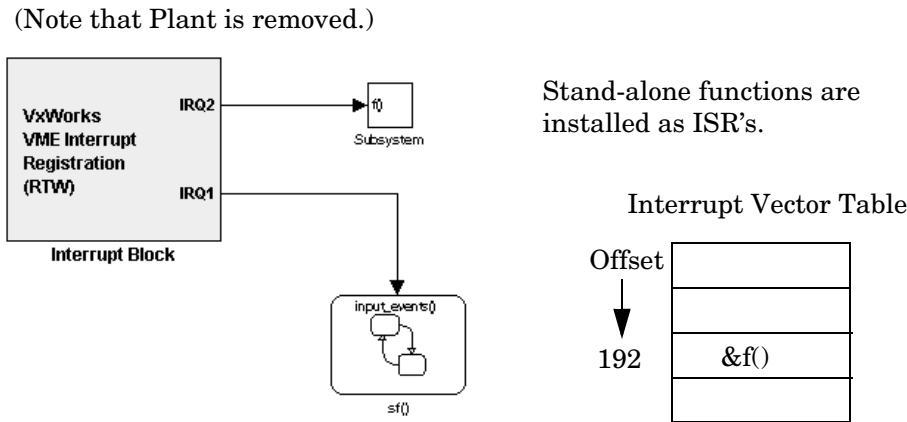 (Note that Plant is removed.)
VxWorks
VME Interrupt
Registration
(RTW)
IRQ2
IRQ1
Interrupt Block
f()
Subsystem
input_events()
sf()
Stand-alone functions are
installed as ISR's.
Interrupt Vector Table
Offset
192
&f()